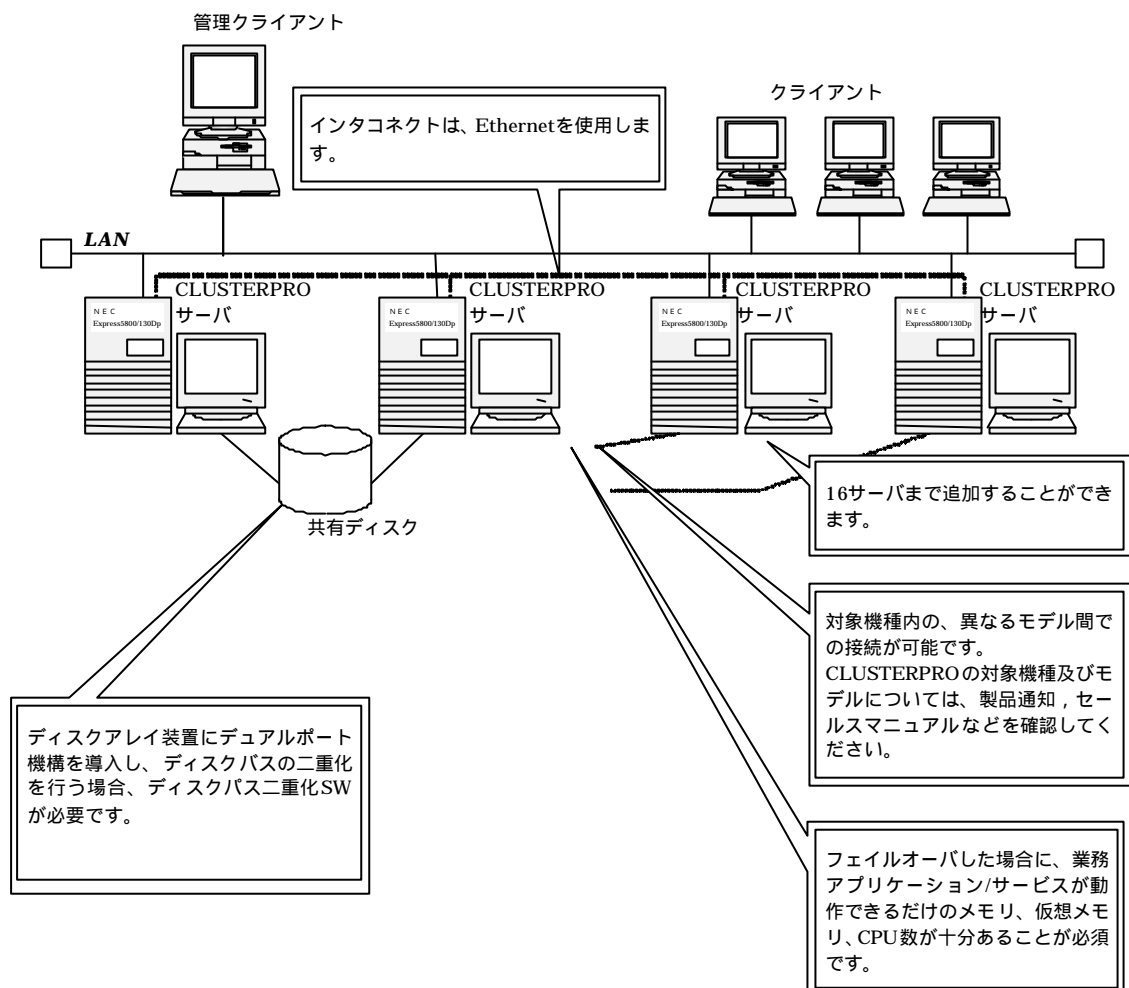 管理クライアント
クライアント
インタコネクトは、Ethernetを使用しま
す。
LAN
CLUSTERPRO
サーバ
CLUSTERPRO
サーバ
CLUSTERPRO
サーバ
CLUSTERPRO
サーバ
NEC
Express5800/130Dp
NEC
Express5800/130Dp
NEC
Express5800/130Dp
NEC
Express5800/130Dp
共有ディスク
16サーバまで追加することができ
ます。
対象機種内の、異なるモデル間で
の接続が可能です。
CLUSTERPROの対象機種及びモ
デルについては、製品通知，セー
ルスマニュアルなどを確認してく
ださい。
ディスクアレイ装置にデュアルポート
機構を導入し、ディスクバスの二重化
を行う場合、ディスクパス二重化SW
が必要です。
フェイルオーバした場合に、業務
アプリケーション/サービスが動
作できるだけのメモリ、仮想メモ
リ、CPU数が十分あることが必須
です。